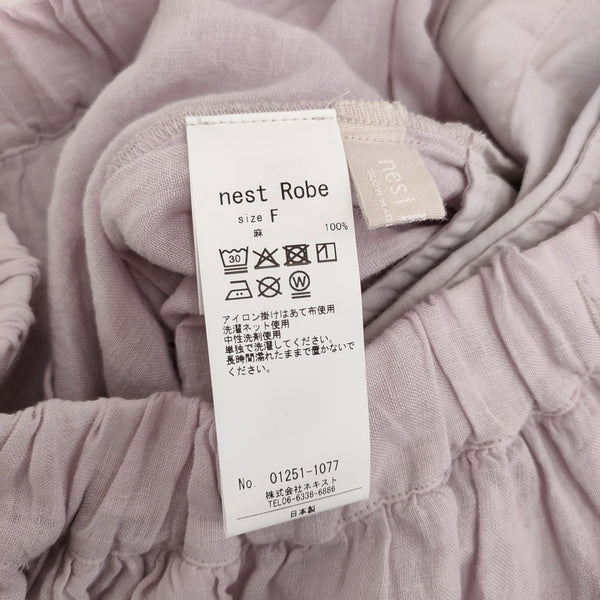 nest Robe
size F
麻 100%
30
W
アイロン掛けはあて布使用
洗濯ネット使用
中性洗剤使用
単独で洗濯してください。
長時間濡れたままで置かないで
ください。
No. 01251-1077
株式会社ネキスト
TEL06-6338-6886
日本製
nest